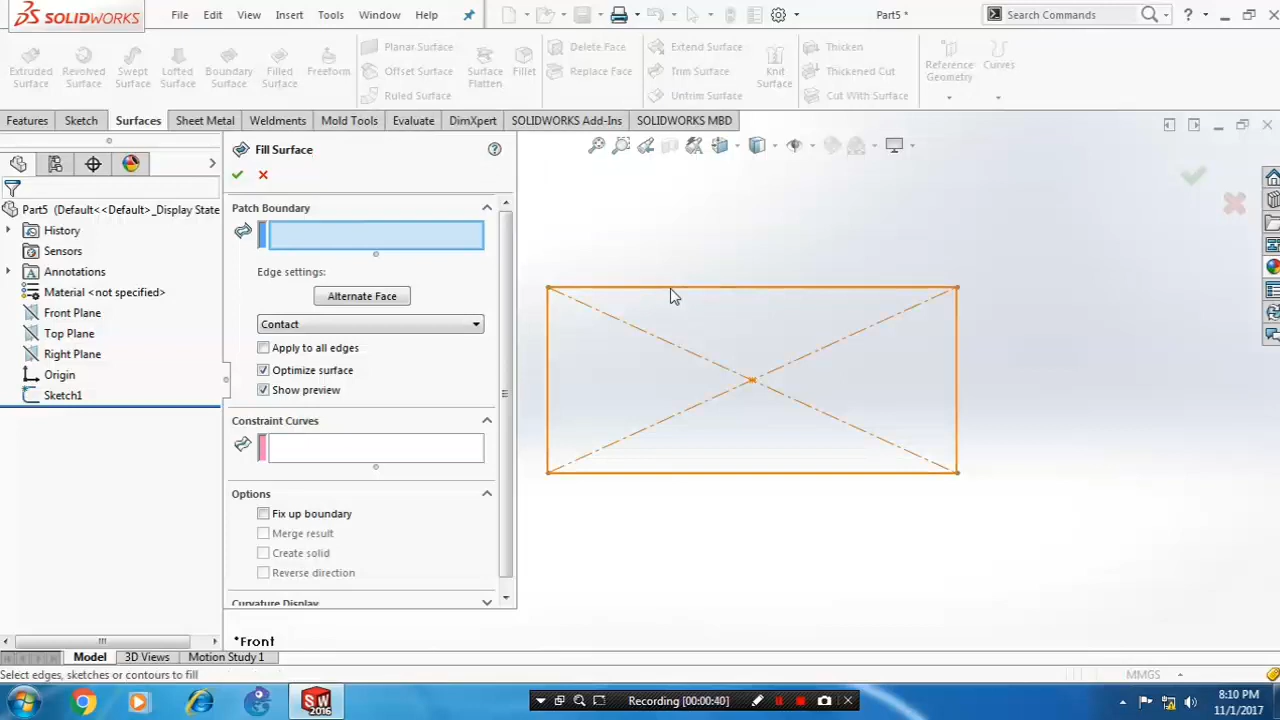 SOLIDWORKS File Edit View Insert Tools Window Help Part5 * Search Commands ?
Extruded Surface Revolved Surface Swept Surface Lofted Surface Boundary Surface Filled Surface Freeform Planar Surface Offset Surface Ruled Surface Surface Flatten Fillet Delete Face Replace Face Extend Surface Trim Surface Untrim Surface Knit Surface Thicken Thickened Cut Cut With Surface Reference Geometry Curves
Features Sketch Surfaces Sheet Metal Weldments Mold Tools Evaluate DimXpert SOLIDWORKS Add-Ins SOLIDWORKS MBD
Part5 (Default<<Default>_Display State
History
Sensors
Annotations
Material <not specified>
Front Plane
Top Plane
Right Plane
Origin
Sketch1
Fill Surface
Patch Boundary
Edge settings:
Alternate Face
Contact
Apply to all edges
Optimize surface
Show preview
Constraint Curves
Options
Fix up boundary
Merge result
Create solid
Reverse direction
Curvature Display
*Front
Model 3D Views Motion Study 1
Select edges, sketches or contours to fill MMGS
SW 2016 Recording [00:00:40] 8:10 PM
11/1/2017